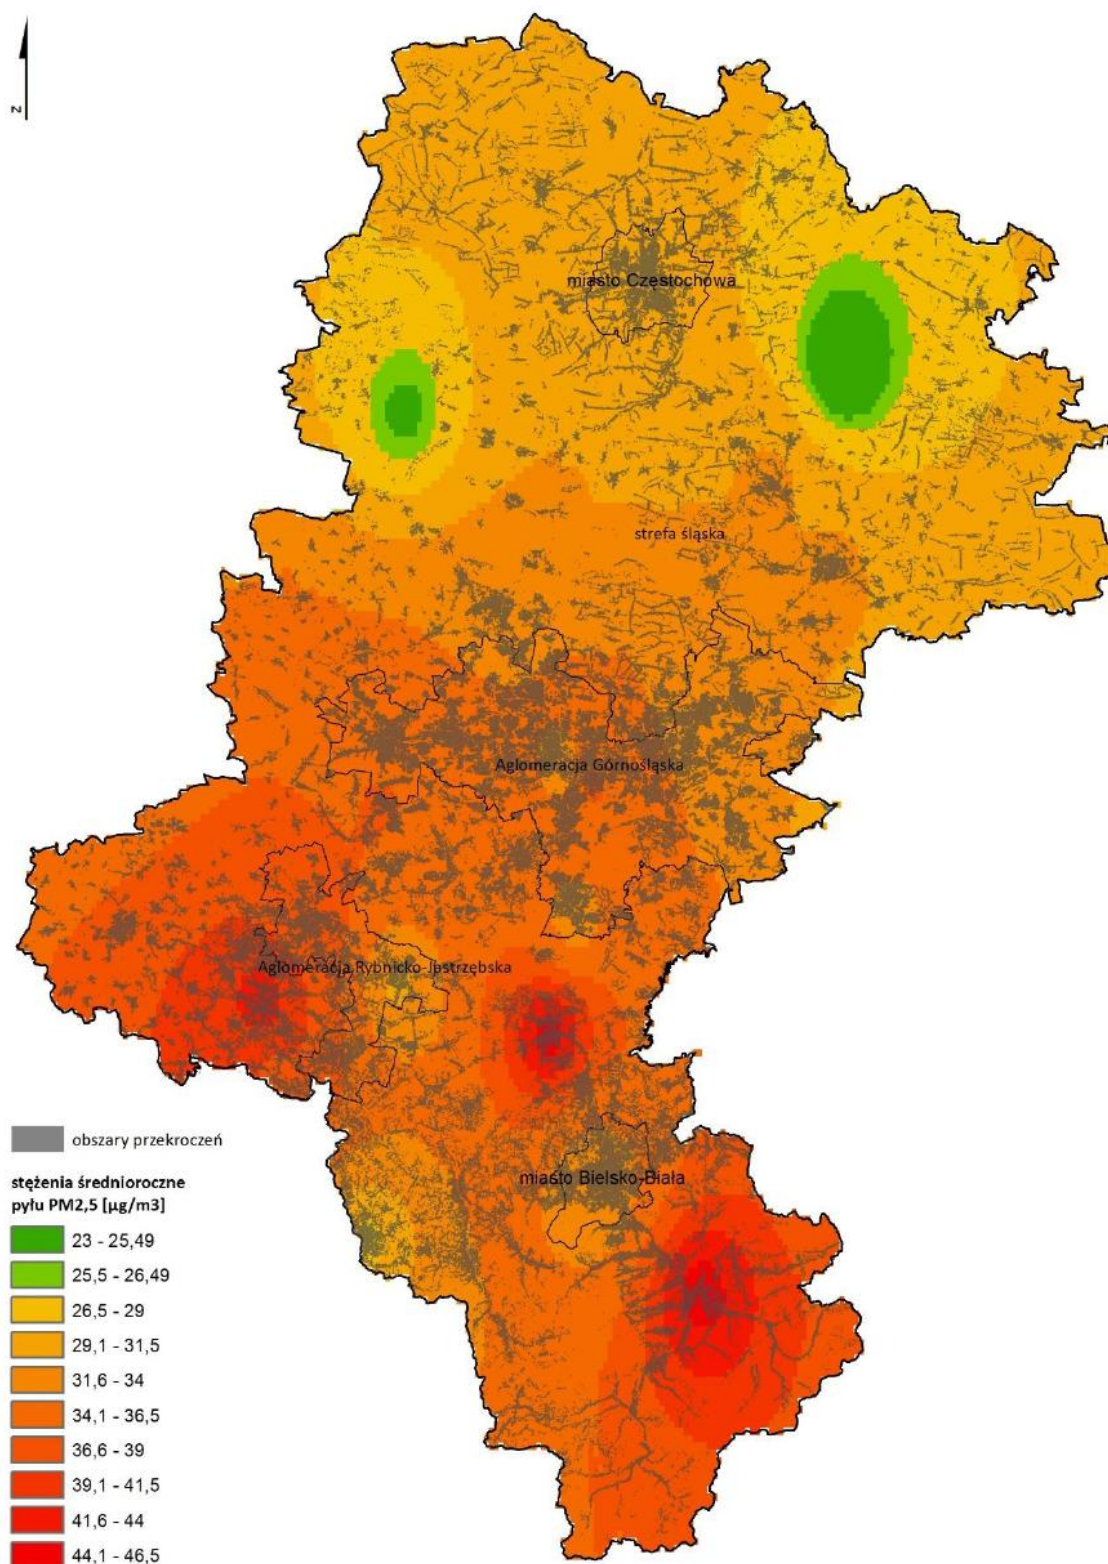 N
miasto Częstochowa
strefa śląska
Aglomeracja Górnośląska
Aglomeracja Rybnicko-Jastrzębska
miasto Bielsko-Biała
obszary przekroczeń
stężenia średnioroczne
pyłu PM2,5 [µg/m3]
23 - 25,49
25,5 - 26,49
26,5 - 29
29,1 - 31,5
31,6 - 34
34,1 - 36,5
36,6 - 39
39,1 - 41,5
41,6 - 44
44,1 - 46,5